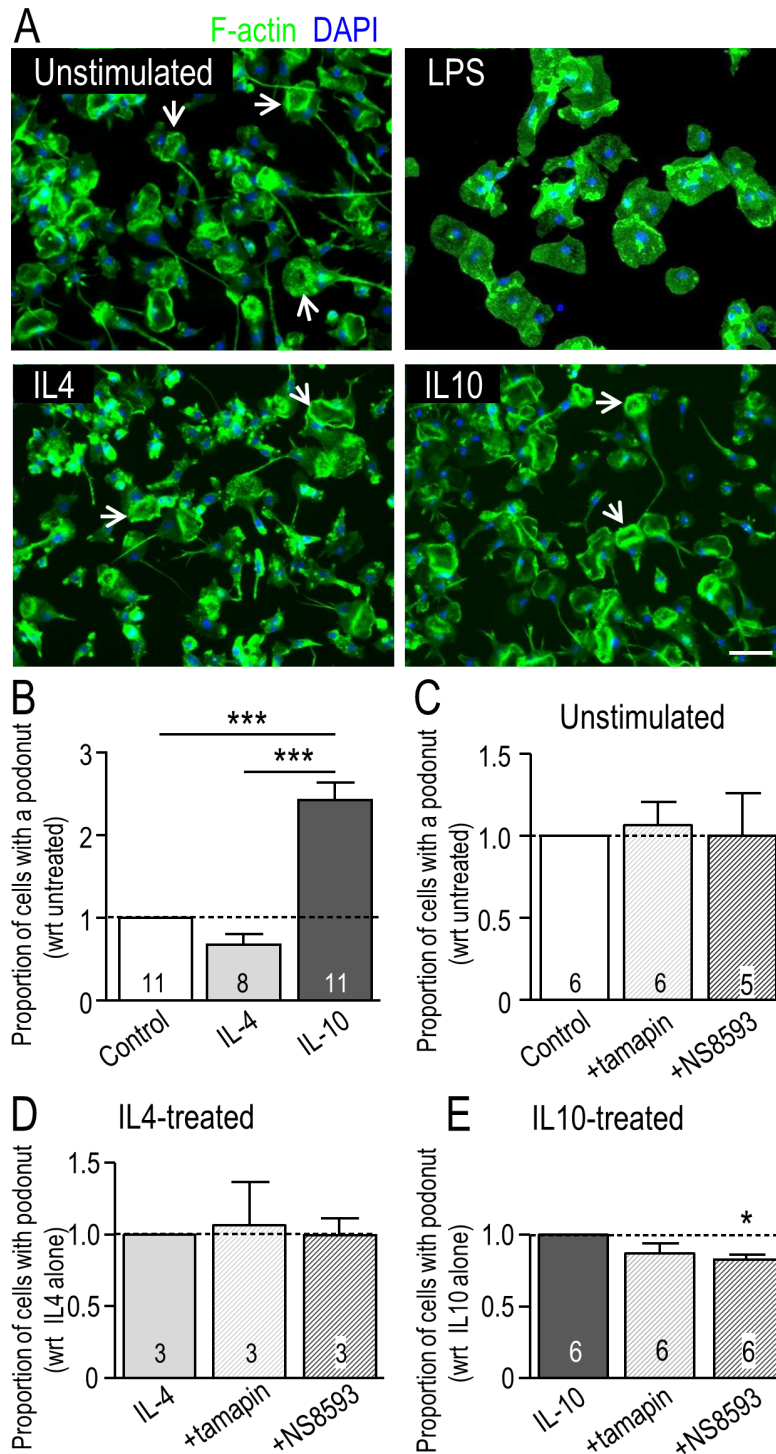 A
F-actin DAPI
Unstimulated
LPS
IL4
IL10
B
Proportion of cells with a podonut
(wrt untreated)
3
2
1
0
***
***
11
8
11
Control
IL-4
IL-10
C
Unstimulated
Proportion of cells with a podonut
(wrt untreated)
1.5
1.0
0.5
0
6
6
5
Control
+tamapin
+NS8593
D
IL4-treated
Proportion of cells with podonut
(wrt IL4 alone)
1.5
1.0
0.5
0
3
3
3
IL-4
+tamapin
+NS8593
E
IL10-treated
Proportion of cells with podonut
(wrt IL10 alone)
1.5
1.0
0.5
0
*
6
6
6
IL-10
+tamapin
+NS8593